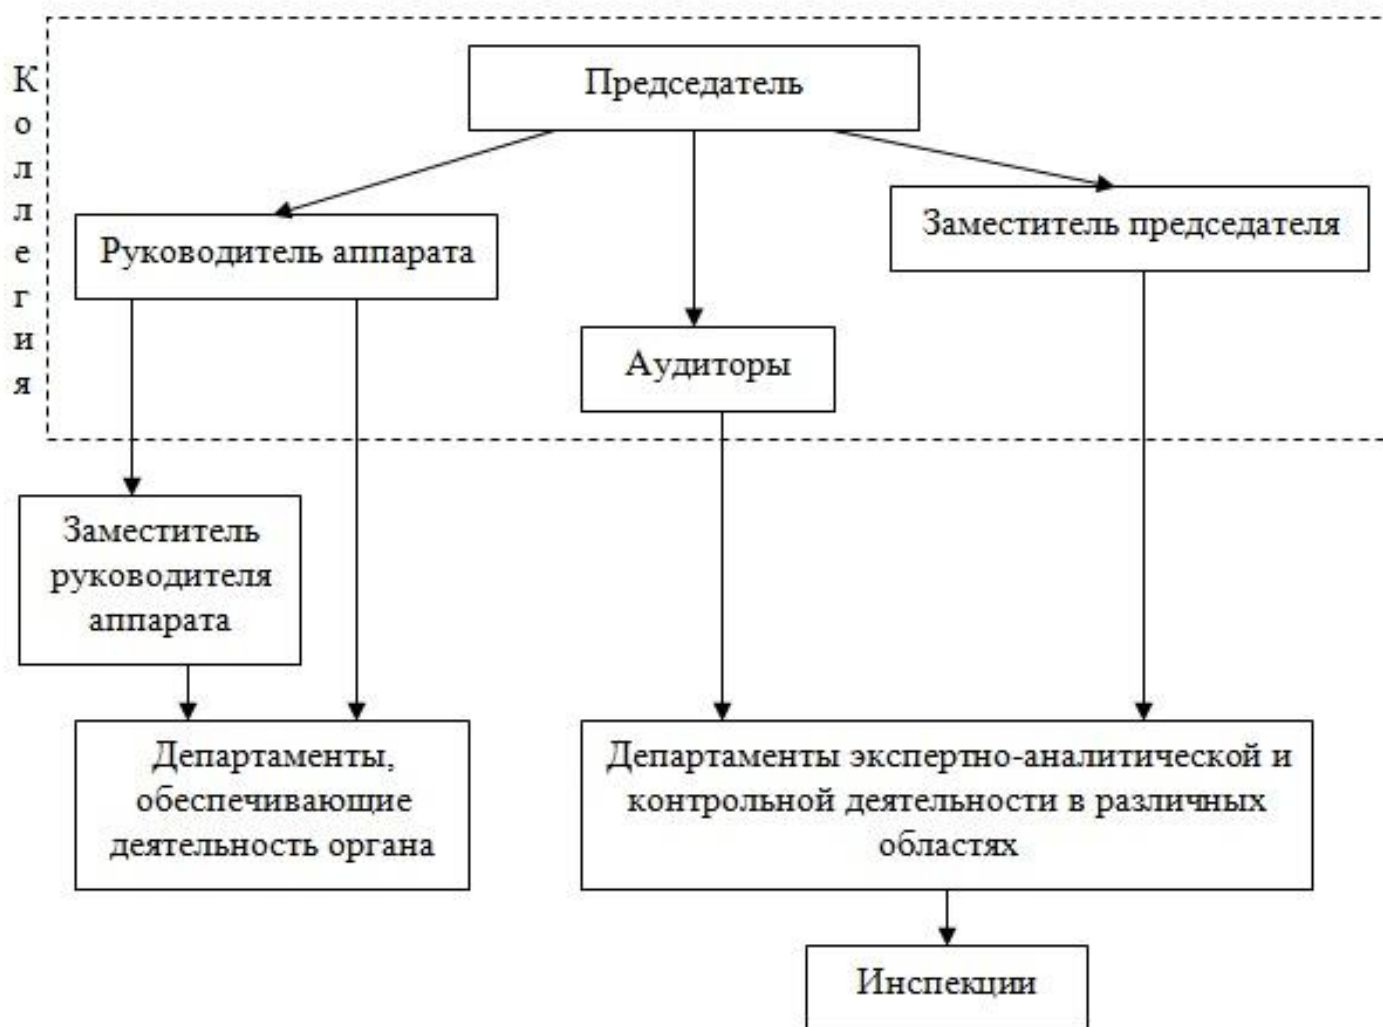 Коллегия
Председатель
Заместитель председателя
Руководитель аппарата
Аудиторы
Заместитель
руководителя
аппарата
Департаменты,
обеспечивающие
деятельность органа
Департаменты экспертно-аналитической и
контрольной деятельности в различных
областях
Инспекции